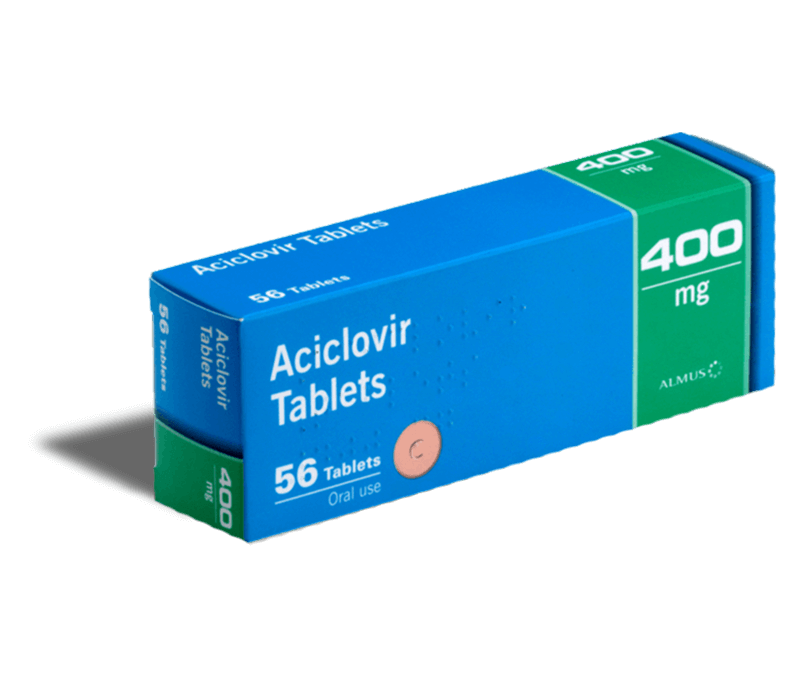 Aciclovir Tablets
56 Tablets
400
mg
Aciclovir
Tablets
56 Tablets
Oral use
C
400
mg
ALMUS
Aciclovir
Tablets
56 Tablets
400
mg